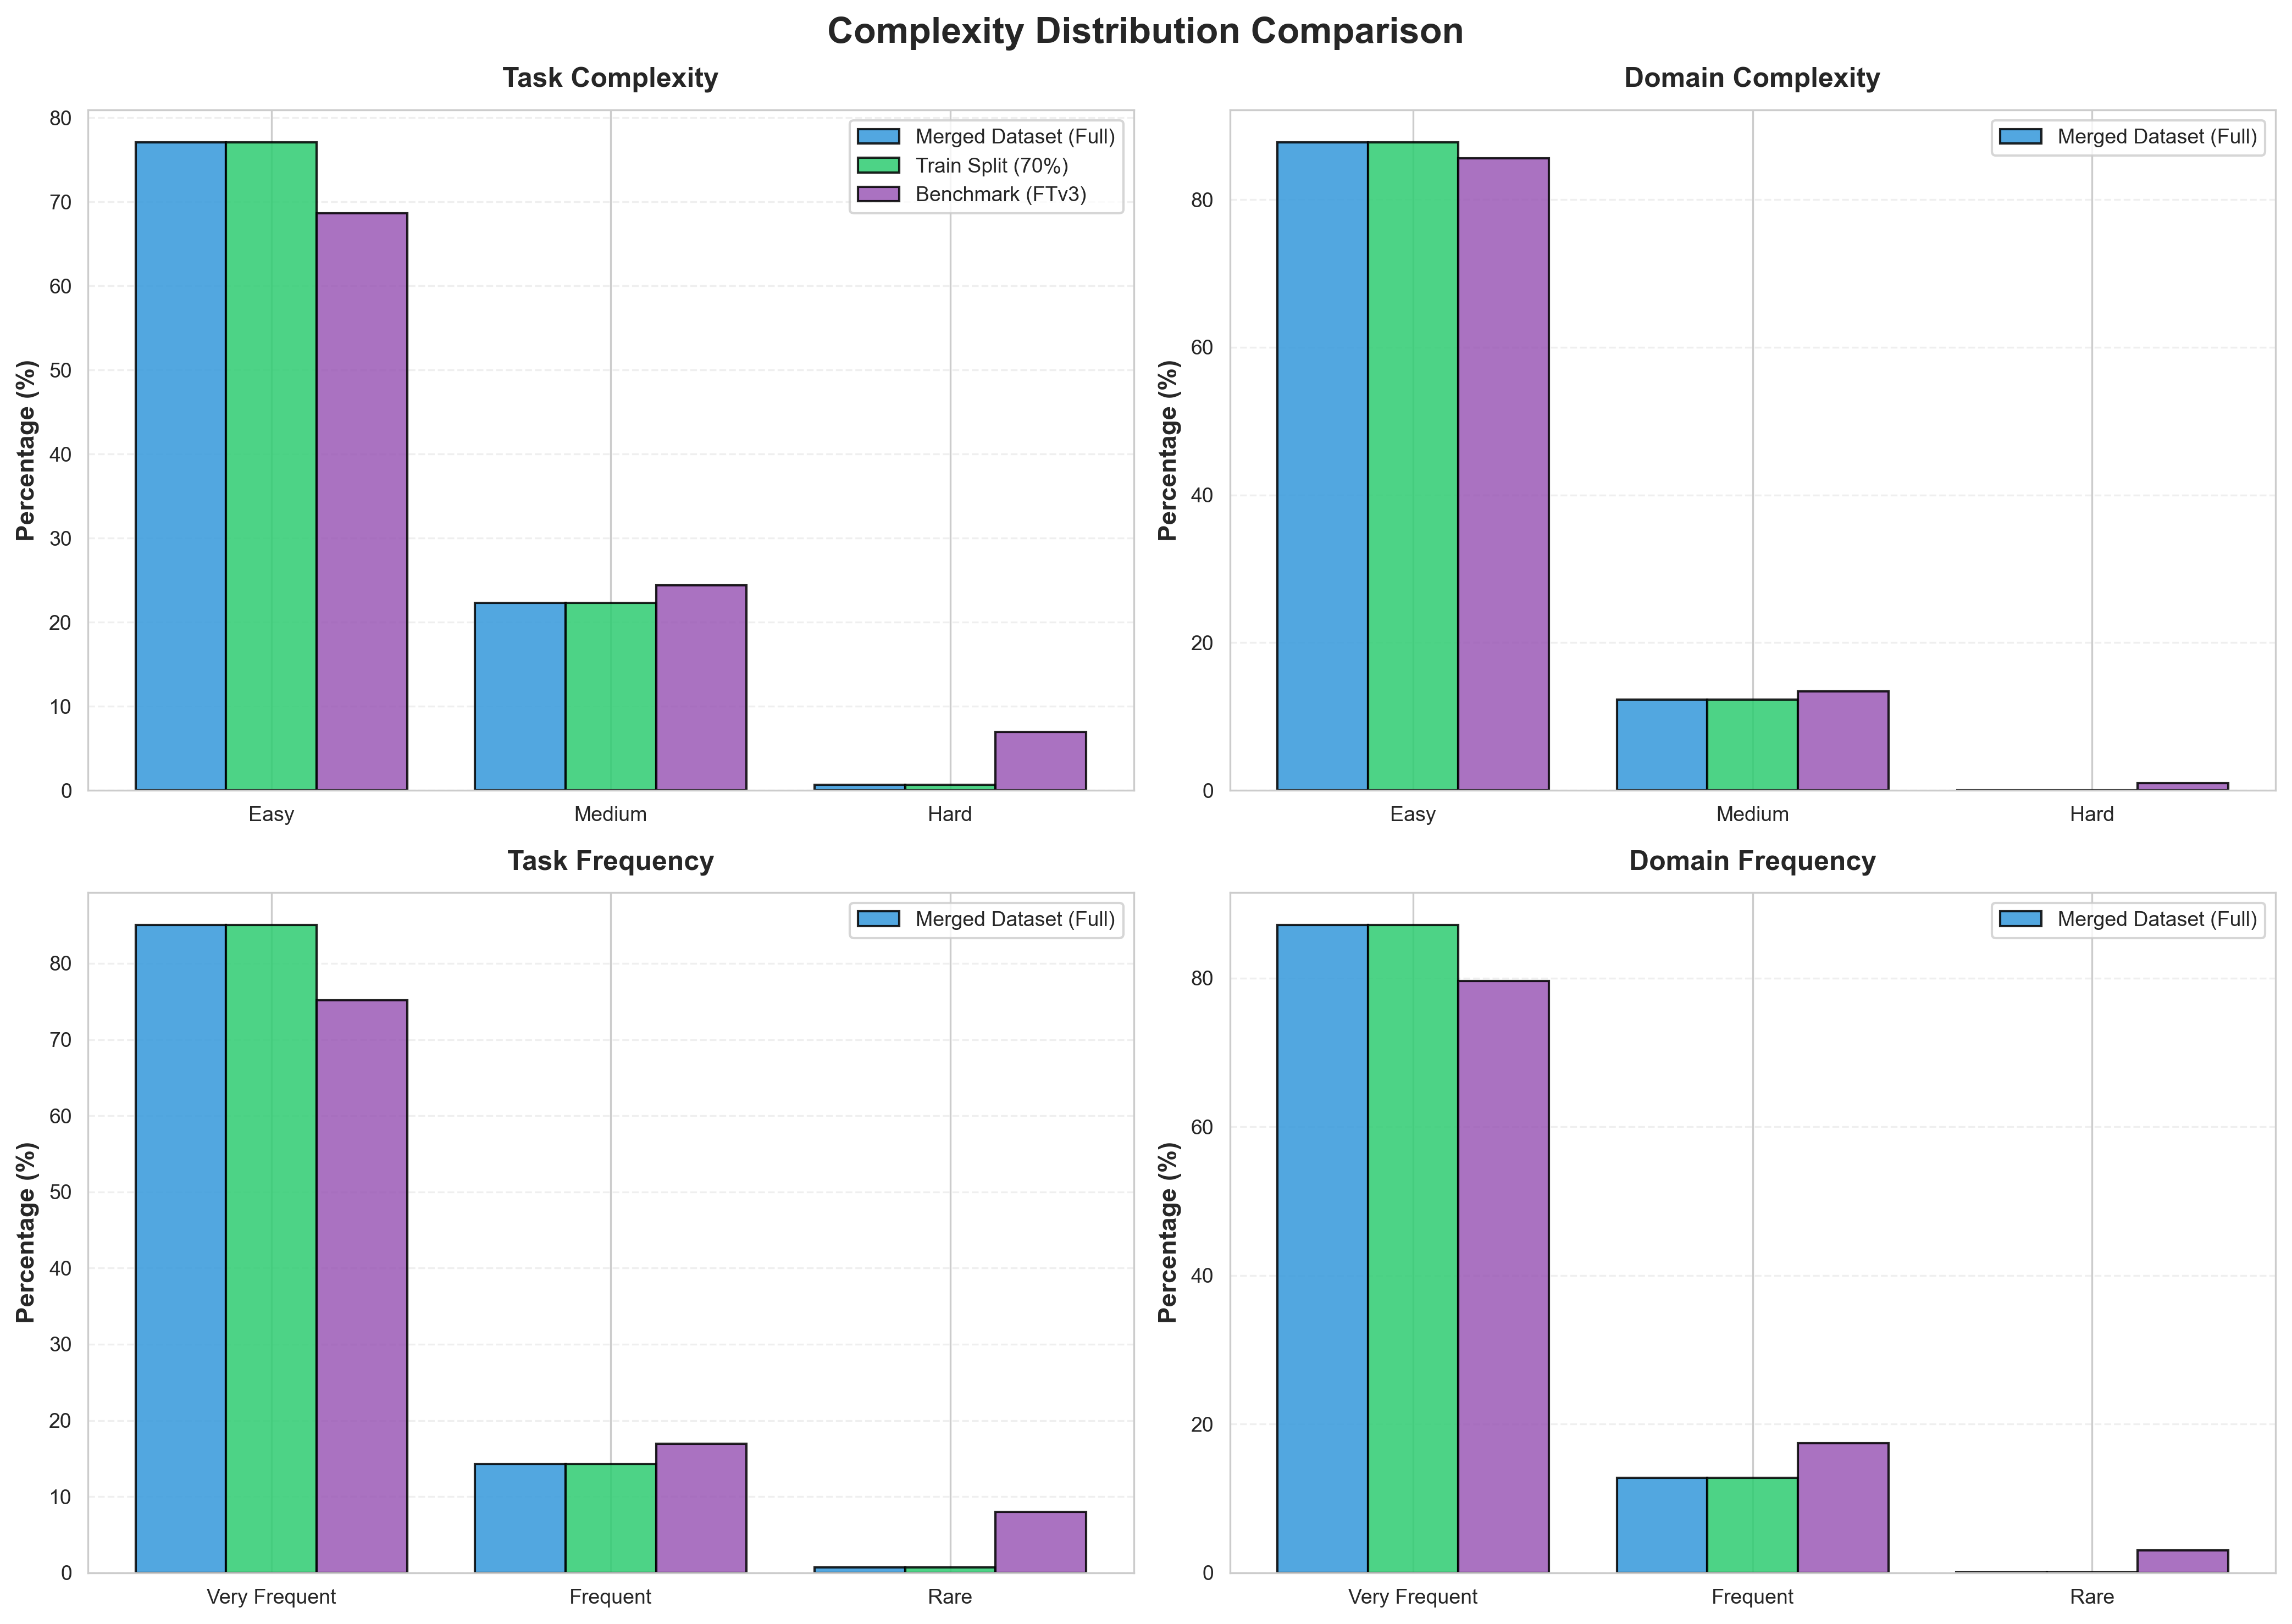 Complexity Distribution Comparison
Task Complexity
Percentage (%)
80
70
60
50
40
30
20
10
0
Easy Medium Hard
Merged Dataset (Full)
Train Split (70%)
Benchmark (FTv3)
Domain Complexity
Percentage (%)
80
60
40
20
0
Easy Medium Hard
Merged Dataset (Full)
Task Frequency
Percentage (%)
80
70
60
50
40
30
20
10
0
Very Frequent Frequent Rare
Merged Dataset (Full)
Domain Frequency
Percentage (%)
80
60
40
20
0
Very Frequent Frequent Rare
Merged Dataset (Full)